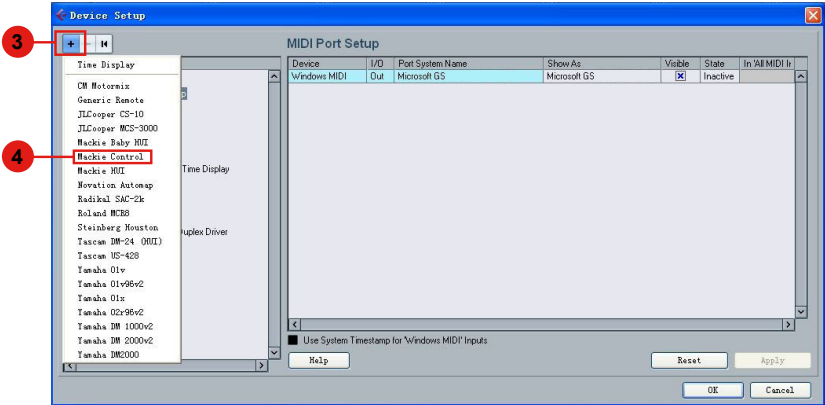 Device Setup
3
+ -
MIDI Port Setup
Time Display
CM Motormix
Generic Remote
JLCooper CS-10
JLCooper MCS-3000
Mackie Baby HUI
4
Mackie Control
Mackie HUI
Novation Automap
Radikal SAC-2k
Roland MCR8
Steinberg Houston
Tascam DM-24 (HUI)
Tascam US-428
Yamaha 01v
Yamaha 01v96v2
Yamaha 01x
Yamaha 02r96v2
Yamaha DM 1000v2
Yamaha DM 2000v2
Yamaha DM2000
Time Display
uplex Driver
Device I/O Port System Name Show As Visible State In 'All MIDI Ir
Windows MIDI Out Microsoft GS Microsoft GS Inactive
Use System Timestamp for 'Windows MIDI' Inputs
Help Reset Apply
OK Cancel